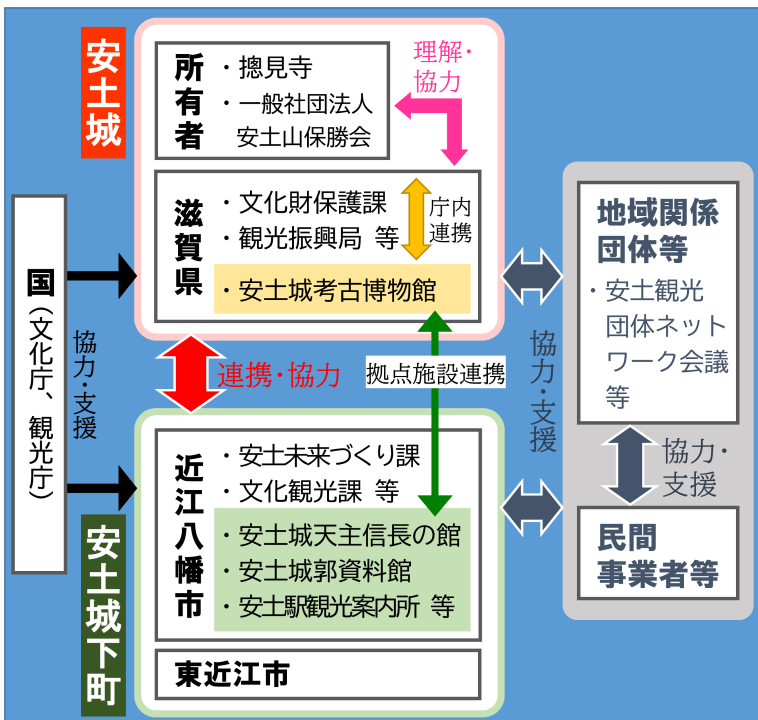 安土城
所有者
・摠見寺
・一般社団法人
安土山保勝会
理解・
協力
滋賀県
・文化財保護課
・観光振興局 等
庁内
連携
・安土城考古博物館
国(文化庁、観光庁)
協力・支援
連携・協力
拠点施設連携
協力・支援
地域関係
団体等
・安土観光
団体ネット
ワーク会議
等
協力・
支援
民間
事業者等
安土城下町
近江八幡市
・安土未来づくり課
・文化観光課 等
・安土城天主信長の館
・安土城郭資料館
・安土駅観光案内所 等
東近江市